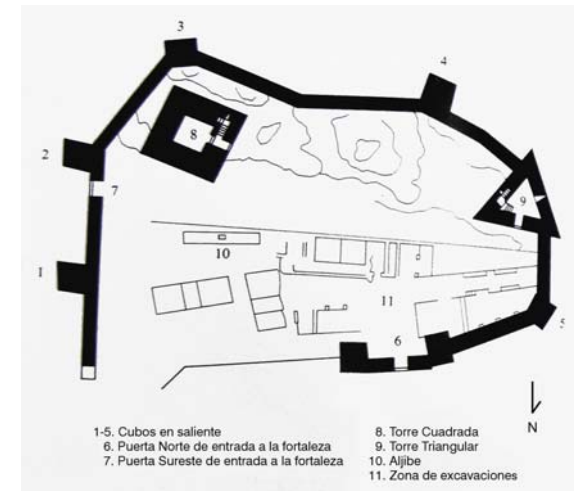 3
4
2
8
7
9
1
10
11
6
5
N
1-5. Cubos en saliente
6. Puerta Norte de entrada a la fortaleza
7. Puerta Sureste de entrada a la fortaleza
8. Torre Cuadrada
9. Torre Triangular
10. Aljibe
11. Zona de excavaciones